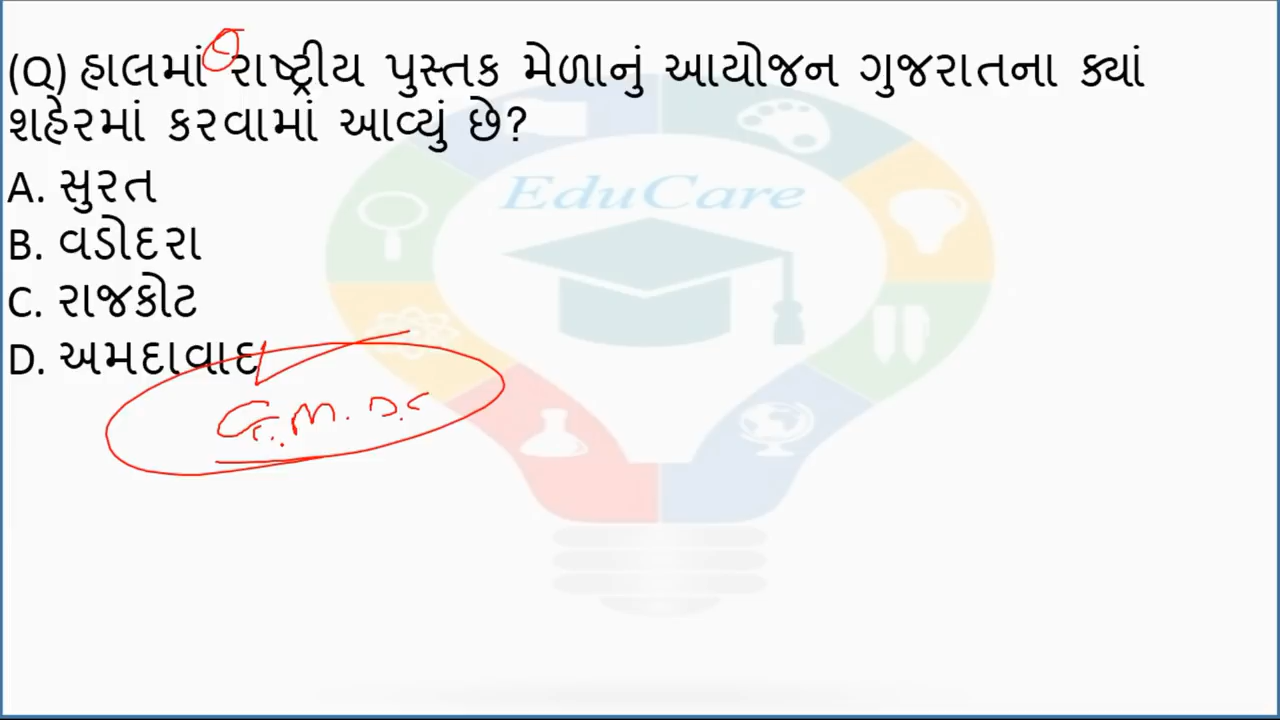 (Q) હાલમાં રાષ્ટ્રીય પુસ્તક મેળાનું આયોજન ગુજરાતના ક્યાં
શહેરમાં કરવામાં આવ્યું છે?
EduCare
A. સુરત
B. વડોદરા
C. રાજકોટ
D. અમદાવાદ
G.M.D.C